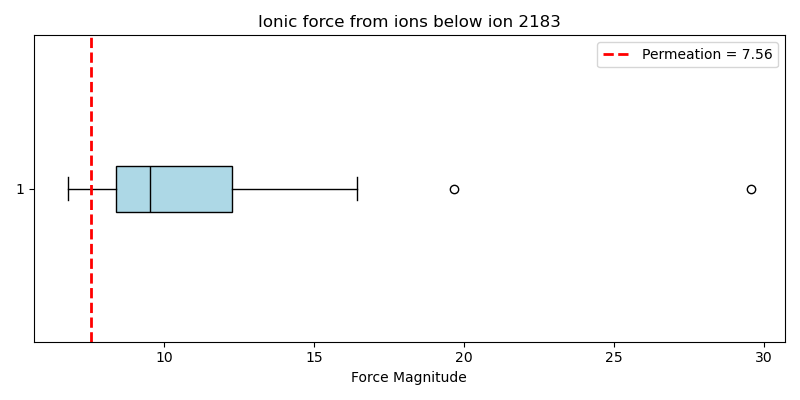 Ionic force from ions below ion 2183
Permeation = 7.56
1
10 15 20 25 30
Force Magnitude